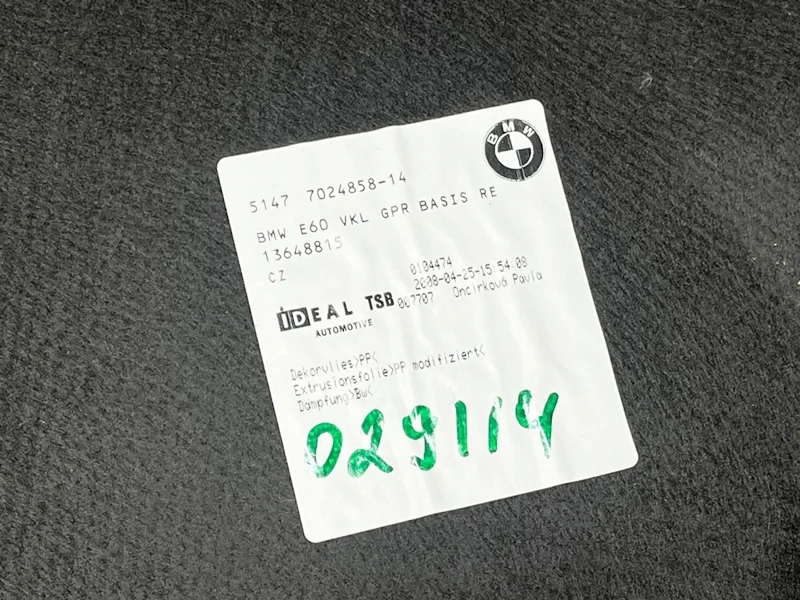 BMW
5147 7024858-14
BMW E60 VKL GPR BASIS RE
13648815
CZ
0104474
2008-04-25-15:54:08
IDEAL TSB 007707 Oncirková Pavla
AUTOMOTIVE
Dekorvlies>PP<
Extrusionsfolie>PP modifiziert<
Dämpfung>BW<
029114